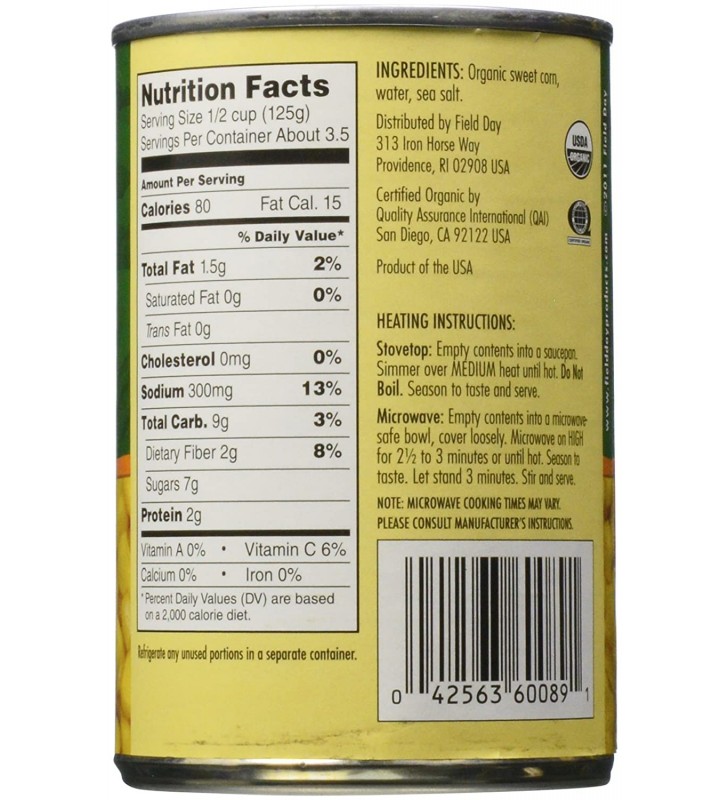 Nutrition Facts
Serving Size 1/2 cup (125g)
Servings Per Container About 3.5
Amount Per Serving
Calories 80 Fat Cal. 15
% Daily Value*
Total Fat 1.5g 2%
Saturated Fat 0g 0%
Trans Fat 0g
Cholesterol 0mg 0%
Sodium 300mg 13%
Total Carb. 9g 3%
Dietary Fiber 2g 8%
Sugars 7g
Protein 2g
Vitamin A 0% • Vitamin C 6%
Calcium 0% • Iron 0%
*Percent Daily Values (DV) are based
on a 2,000 calorie diet.
Refrigerate any unused portions in a separate container.
INGREDIENTS: Organic sweet corn,
water, sea salt.
Distributed by Field Day
313 Iron Horse Way
Providence, RI 02908 USA
USDA
ORGANIC
Certified Organic by
Quality Assurance International (QAI)
San Diego, CA 92122 USA
Product of the USA
HEATING INSTRUCTIONS:
Stovetop: Empty contents into a saucepan.
Simmer over MEDIUM heat until hot. Do Not
Boil. Season to taste and serve.
Microwave: Empty contents into a microwave-
safe bowl, cover loosely. Microwave on HIGH
for 2½ to 3 minutes or until hot. Season to
taste. Let stand 3 minutes. Stir and serve.
NOTE: MICROWAVE COOKING TIMES MAY VARY.
PLEASE CONSULT MANUFACTURER'S INSTRUCTIONS.
0 42563 60089 1
www.fielddayproducts.com ©2011 Field Day